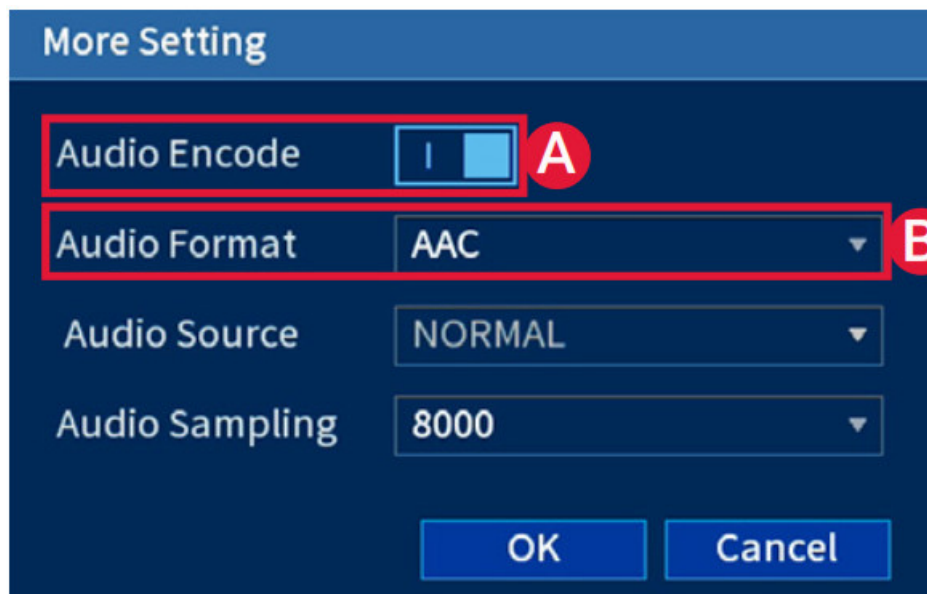 More Setting
Audio Encode A
Audio Format AAC B
Audio Source NORMAL
Audio Sampling 8000
OK Cancel